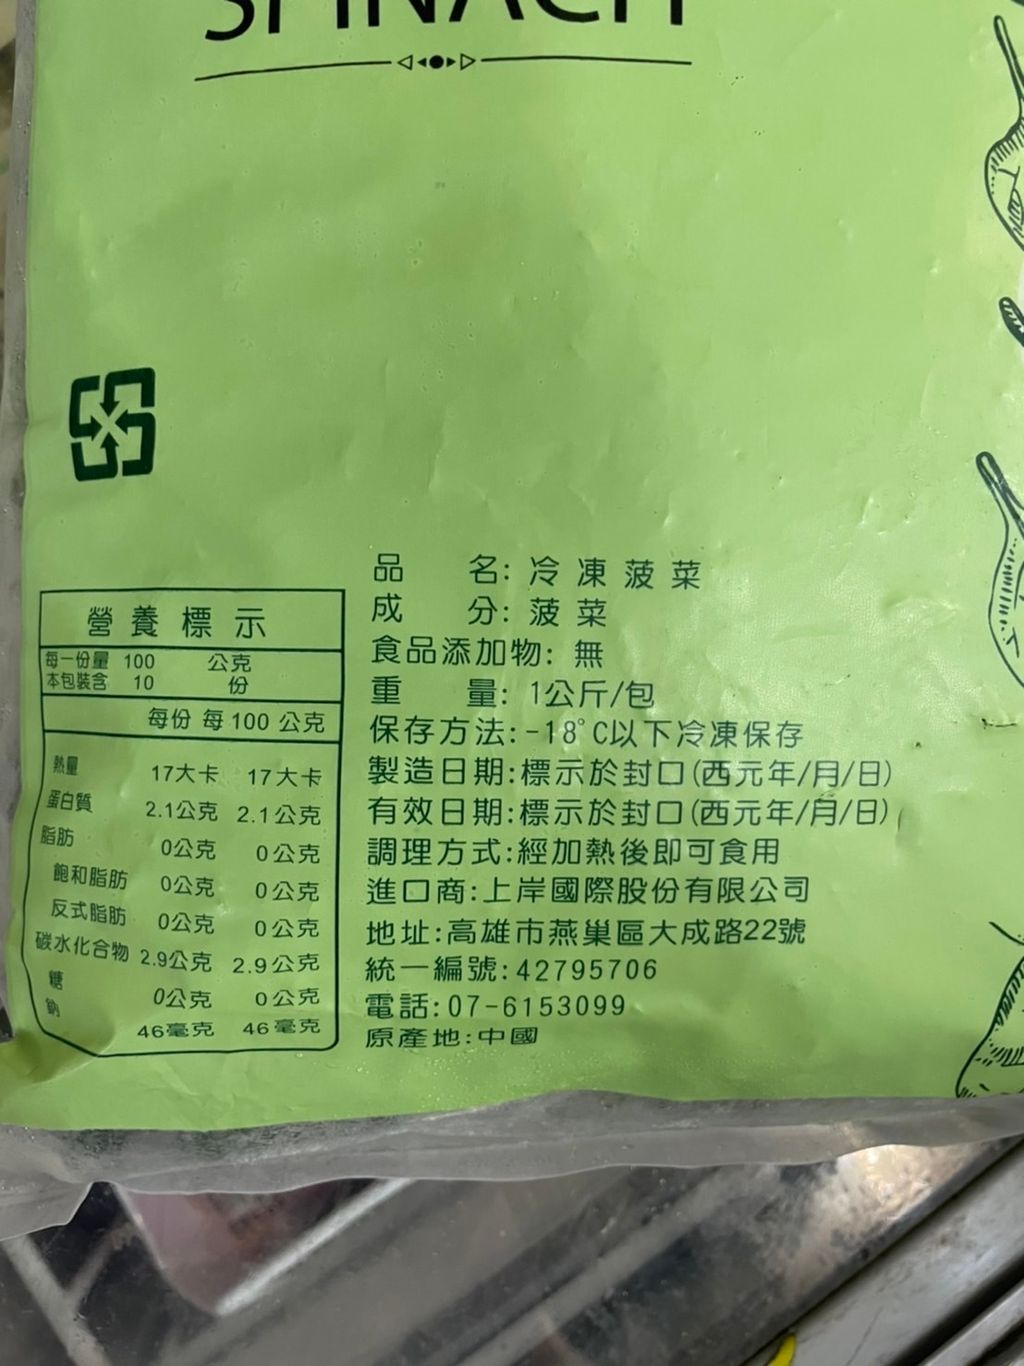 SPINACH
營養標示
每一份量 100 公克
本包裝含 10 份
每份 每 100 公克
熱量 17大卡 17大卡
蛋白質 2.1公克 2.1公克
脂肪 0公克 0公克
飽和脂肪 0公克 0公克
反式脂肪 0公克 0公克
碳水化合物 2.9公克 2.9公克
糖 0公克 0公克
鈉 46毫克 46毫克
品 名: 冷凍菠菜
成 分: 菠菜
食品添加物: 無
重 量: 1公斤/包
保存方法:-18°C以下冷凍保存
製造日期:標示於封口(西元年/月/日)
有效日期:標示於封口(西元年/月/日)
調理方式:經加熱後即可食用
進口商:上岸國際股份有限公司
地址:高雄市燕巢區大成路22號
統一編號:42795706
電話:07-6153099
原產地:中國